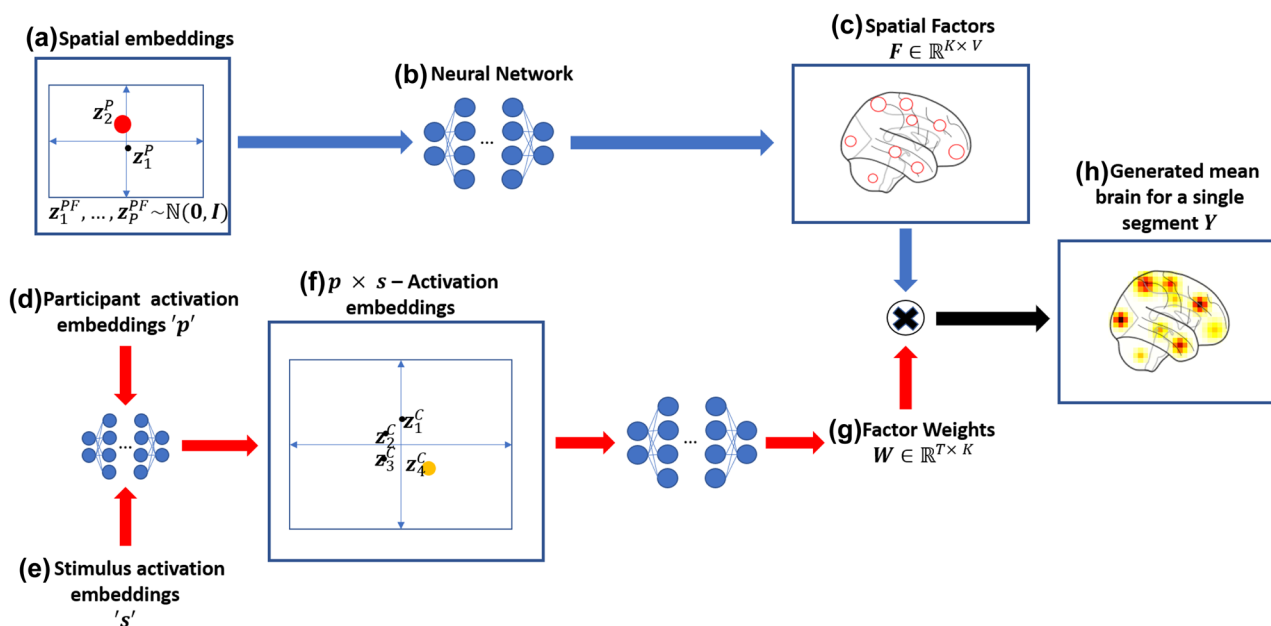 (a) Spatial embeddings
z_2^P
z_1^P
z_1^{PF}, ..., z_P^{PF} ~ ℕ(0, I)
(b) Neural Network
...
(c) Spatial Factors
F ∈ ℝ^{K× V}
(d) Participant activation
embeddings 'p'
...
(e) Stimulus activation
embeddings
's'
(f) p × s – Activation
embeddings
z_1^C
z_2^C
z_3^C
z_4^C
...
(g) Factor Weights
W ∈ ℝ^{T× K}
(h) Generated mean
brain for a single
segment Y